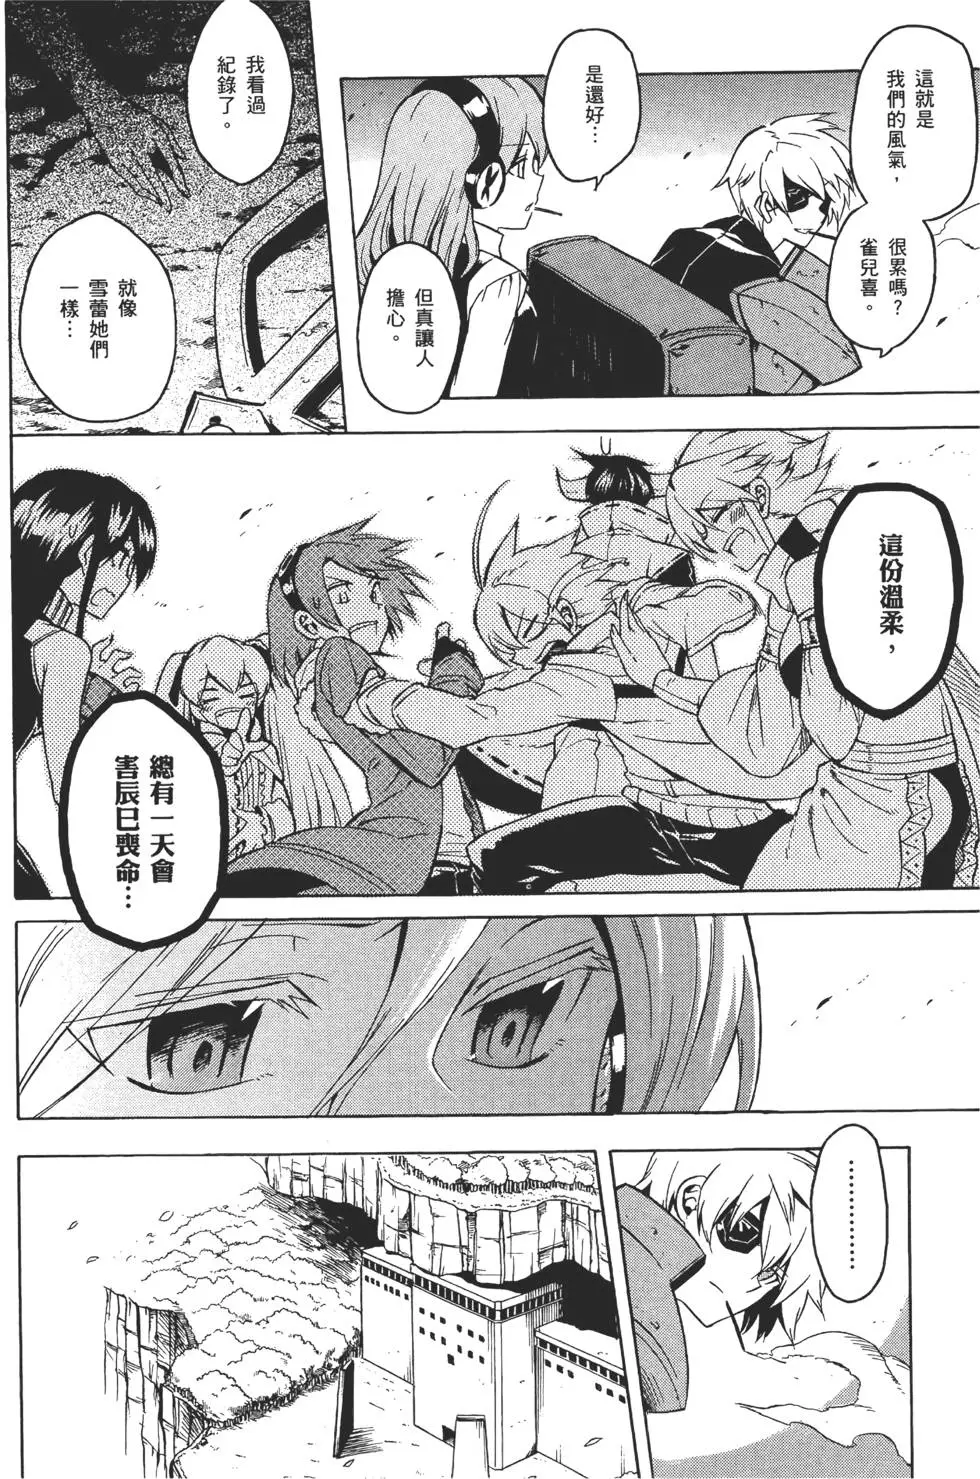 這就是
我們的風氣，
很累嗎？
雀兒喜。
是還好…
但真讓人
擔心。
我看過
紀錄了。
就像
雪蕾她們
一樣…
這份溫柔，
總有一天會
害辰巳喪命…
…………